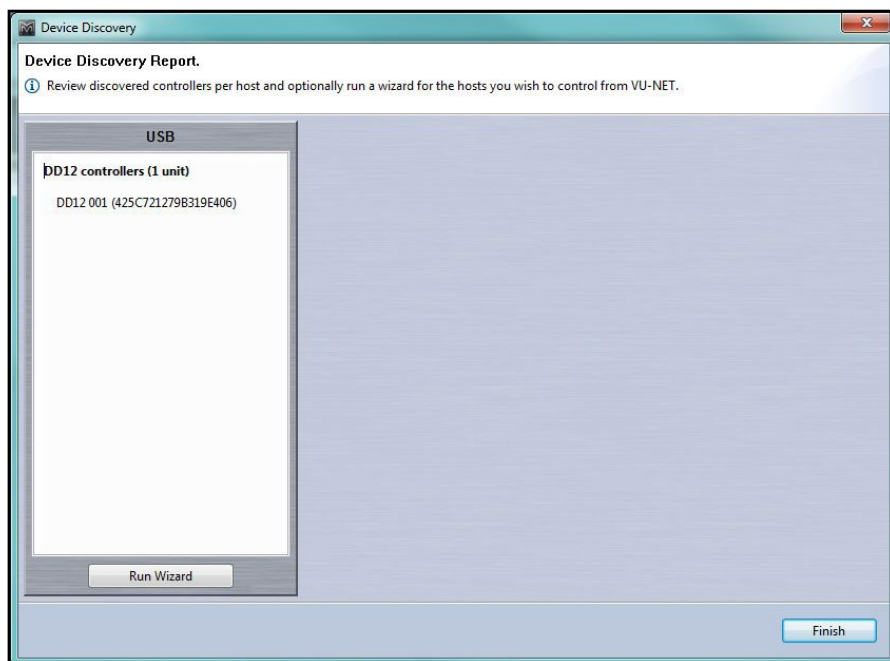 Device Discovery
Device Discovery Report.
Review discovered controllers per host and optionally run a wizard for the hosts you wish to control from VU-NET.
USB
DD12 controllers (1 unit)
DD12 001 (425C721279B319E406)
Run Wizard
Finish